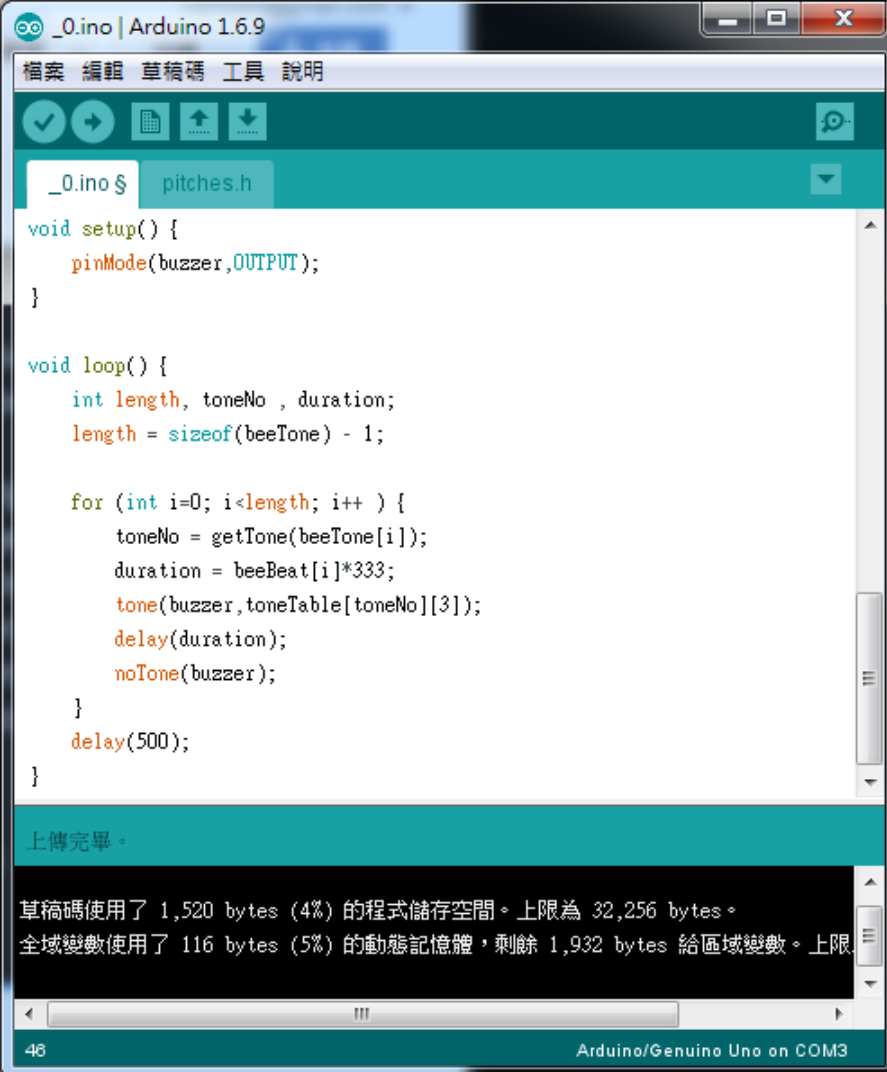 _0.ino | Arduino 1.6.9
檔案 編輯 草稿碼 工具 說明
_0.ino § pitches.h
void setup() {
    pinMode(buzzer,OUTPUT);
}

void loop() {
    int length, toneNo , duration;
    length = sizeof(beeTone) - 1;

    for (int i=0; i<length; i++ ) {
        toneNo = getTone(beeTone[i]);
        duration = beeBeat[i]*333;
        tone(buzzer,toneTable[toneNo][3]);
        delay(duration);
        noTone(buzzer);
    }
    delay(500);
}
上傳完畢。
草稿碼使用了 1,520 bytes (4%) 的程式儲存空間。上限為 32,256 bytes。
全域變數使用了 116 bytes (5%) 的動態記憶體，剩餘 1,932 bytes 給區域變數。上限
46 Arduino/Genuino Uno on COM3